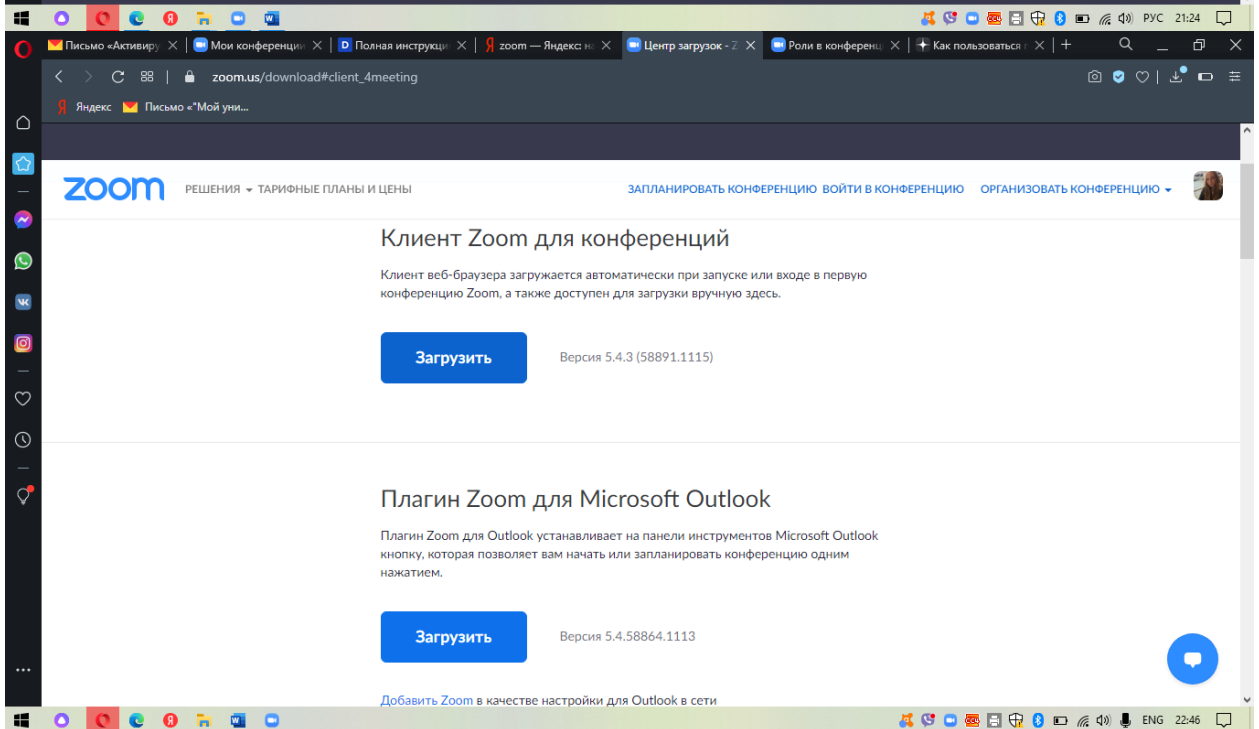 РУС 21:24
Письмо «Активиру
Мои конференции
Полная инструкци
zoom — Яндекс: н
Центр загрузок - Z
Роли в конференц
Как пользоваться
zoom.us/download#client_4meeting
Яндекс
Письмо «"Мой уни...
zoom
РЕШЕНИЯ
ТАРИФНЫЕ ПЛАНЫ И ЦЕНЫ
ЗАПЛАНИРОВАТЬ КОНФЕРЕНЦИЮ
ВОЙТИ В КОНФЕРЕНЦИЮ
ОРГАНИЗОВАТЬ КОНФЕРЕНЦИЮ
Клиент Zoom для конференций
Клиент веб-браузера загружается автоматически при запуске или входе в первую
конференцию Zoom, а также доступен для загрузки вручную здесь.
Загрузить
Версия 5.4.3 (58891.1115)
Плагин Zoom для Microsoft Outlook
Плагин Zoom для Outlook устанавливает на панели инструментов Microsoft Outlook
кнопку, которая позволяет вам начать или запланировать конференцию одним
нажатием.
Загрузить
Версия 5.4.58864.1113
Добавить Zoom в качестве настройки для Outlook в сети
ENG 22:46